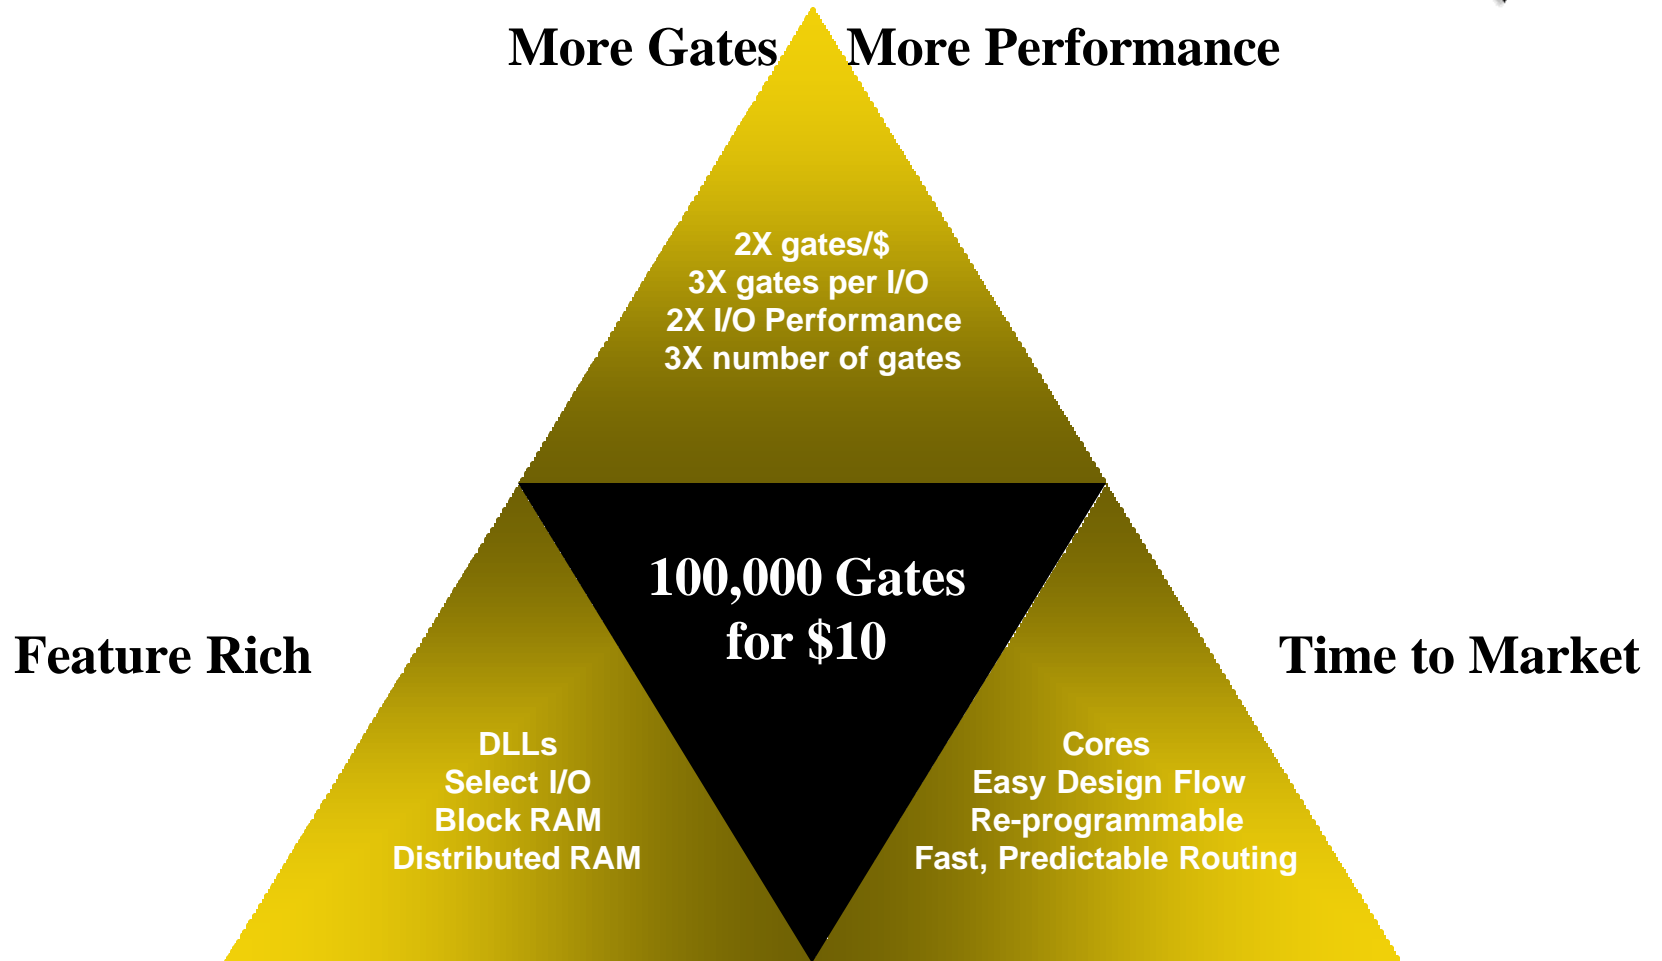 More Gates More Performance
2X gates/$
3X gates per I/O
2X I/O Performance
3X number of gates
100,000 Gates
for $10
Feature Rich
Time to Market
DLLs
Select I/O
Block RAM
Distributed RAM
Cores
Easy Design Flow
Re-programmable
Fast, Predictable Routing